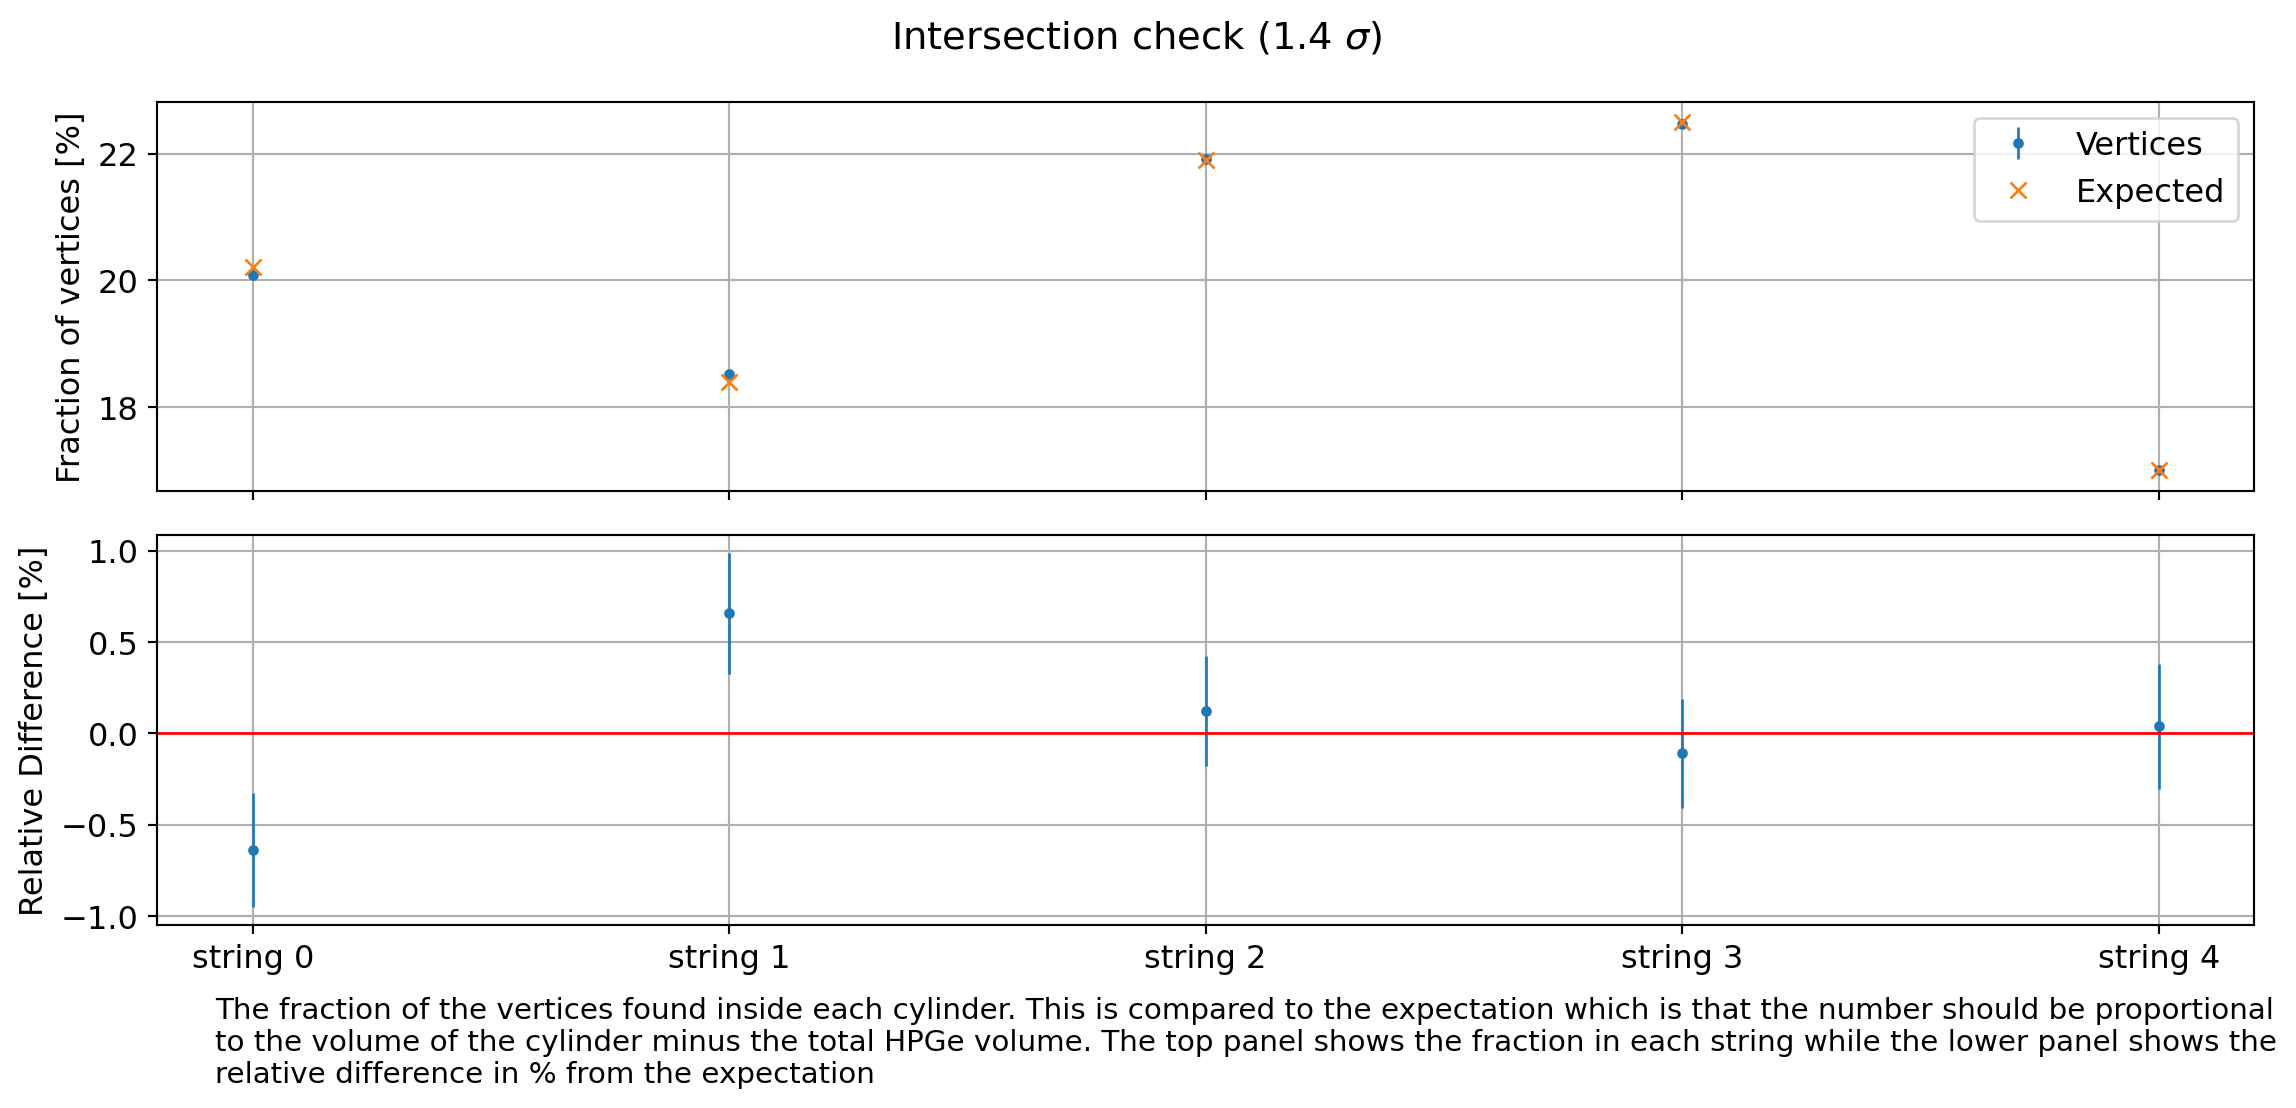 Intersection check (1.4 σ)
Fraction of vertices [%]
22
20
18
Vertices
Expected
Relative Difference [%]
1.0
0.5
0.0
−0.5
−1.0
string 0
string 1
string 2
string 3
string 4
The fraction of the vertices found inside each cylinder. This is compared to the expectation which is that the number should be proportional
to the volume of the cylinder minus the total HPGe volume. The top panel shows the fraction in each string while the lower panel shows the
relative difference in % from the expectation